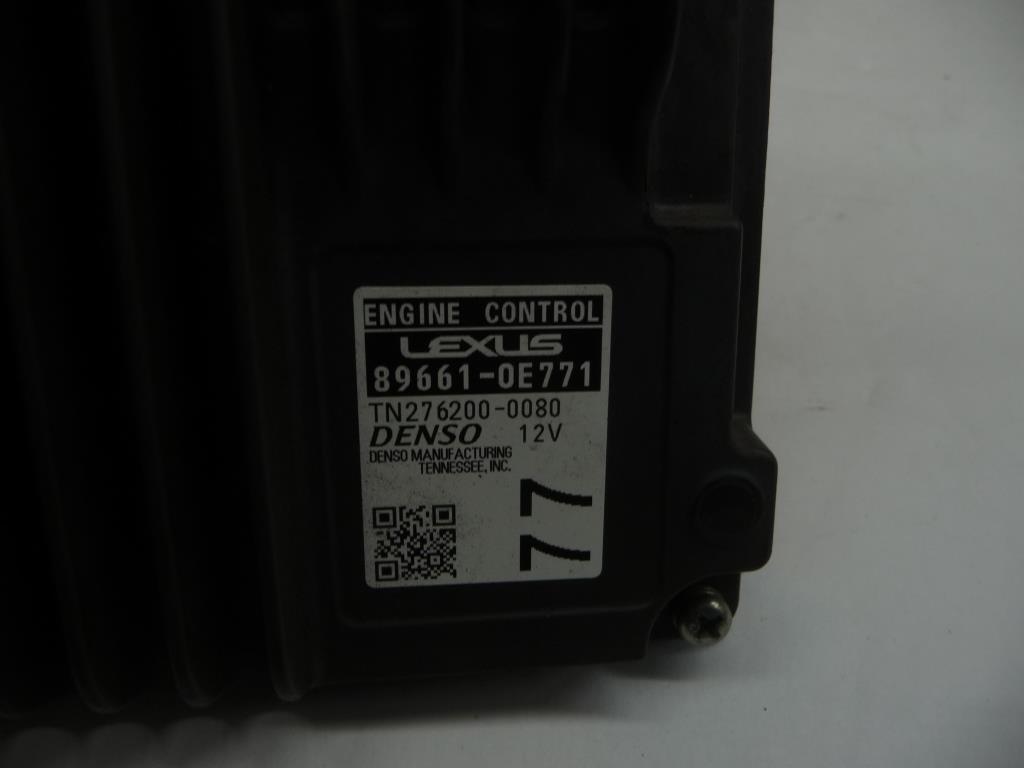 ENGINE CONTROL
LEXUS
89661-0E771
TN276200-0080
DENSO 12V
DENSO MANUFACTURING
TENNESSEE, INC.
77